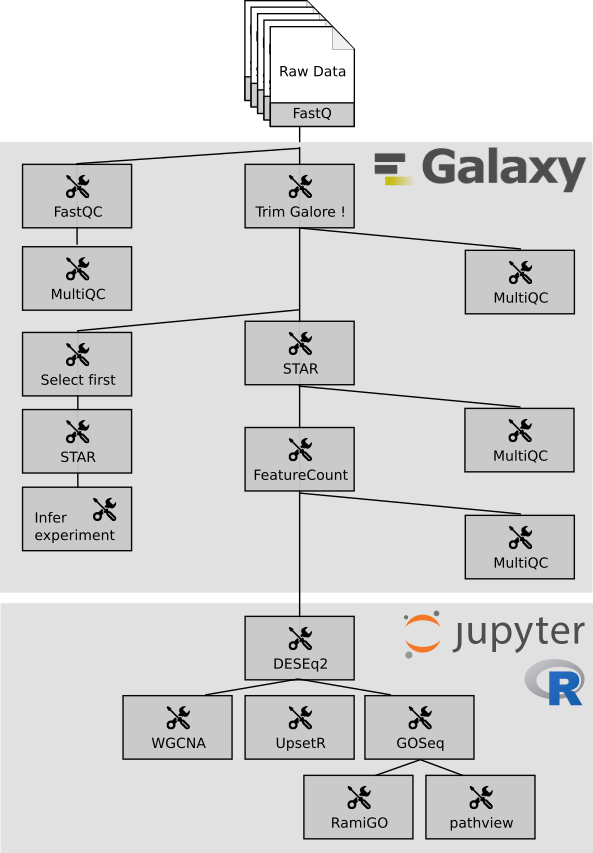 Raw Data
FastQ
Galaxy
FastQC
Trim Galore !
MultiQC
MultiQC
Select first
STAR
STAR
MultiQC
FeatureCount
Infer
experiment
MultiQC
jupyter
R
DESEq2
WGCNA
UpsetR
GOSeq
RamiGO
pathview